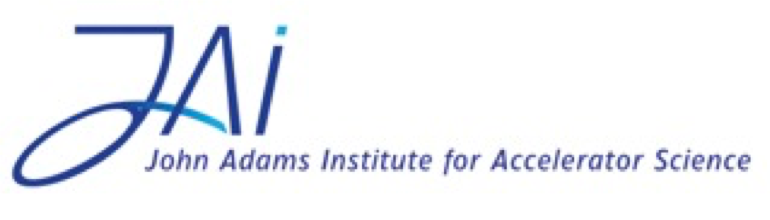 JAi
John Adams Institute for Accelerator Science